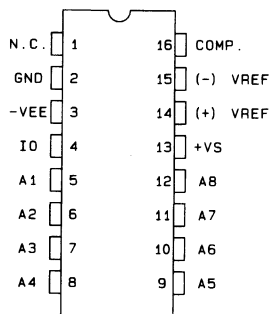 N.C. 1 16 COMP.
GND 2 15 (-) VREF
-VEE 3 14 (+) VREF
IO 4 13 +VS
A1 5 12 A8
A2 6 11 A7
A3 7 10 A6
A4 8 9 A5